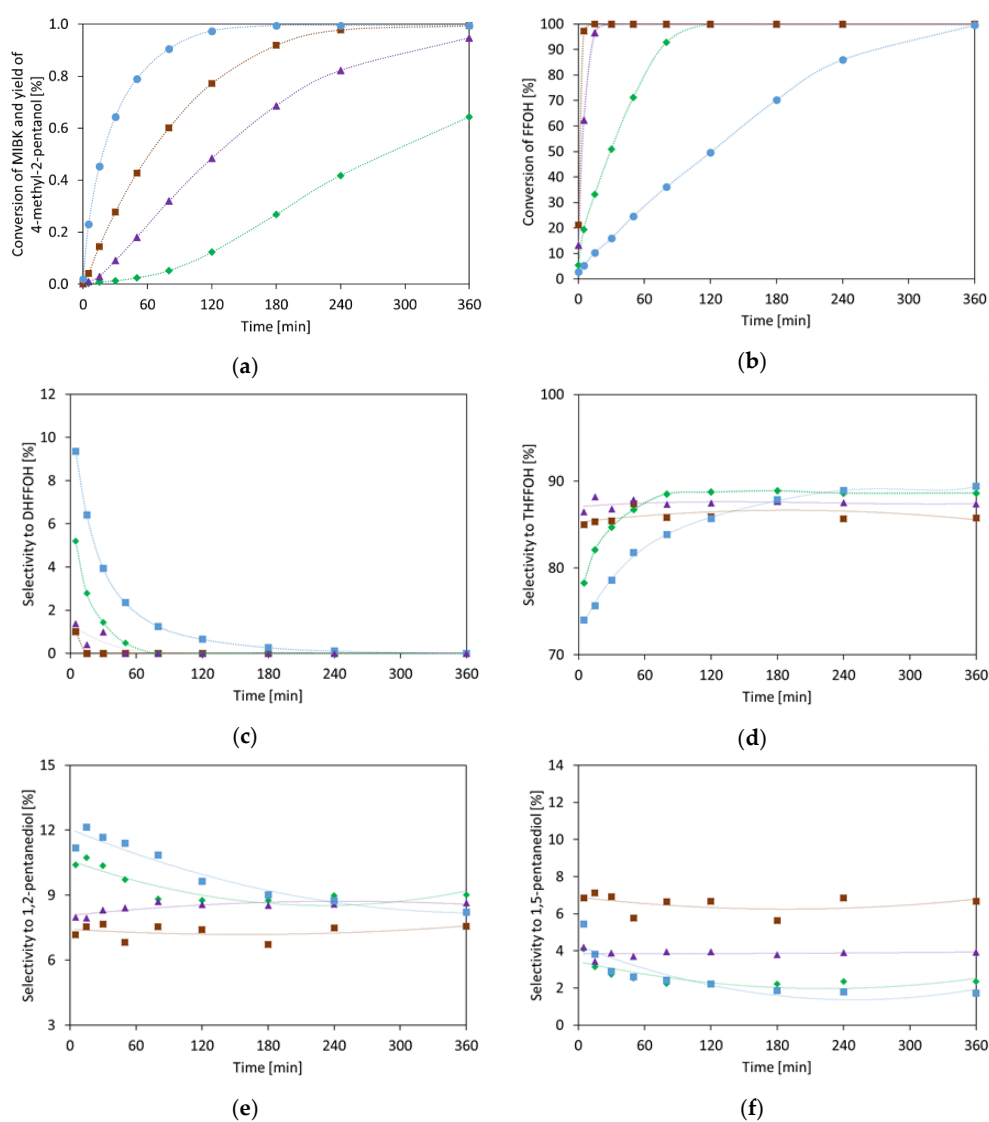 Conversion of MIBK and yield of
4-methyl-2-pentanol [%]
1.0
0.8
0.6
0.4
0.2
0.0
0 60 120 180 240 300 360
Time [min]
(a)
Conversion of FFOH [%]
100
90
80
70
60
50
40
30
20
10
0
0 60 120 180 240 300 360
Time [min]
(b)
Selectivity to DHFFOH [%]
12
10
8
6
4
2
0
0 60 120 180 240 300 360
Time [min]
(c)
Selectivity to THFFOH [%]
100
90
80
70
0 60 120 180 240 300 360
Time [min]
(d)
Selectivity to 1,2-pentanediol [%]
15
12
9
6
3
0 60 120 180 240 300 360
Time [min]
(e)
Selectivity to 1,5-pentanediol [%]
14
12
10
8
6
4
2
0
0 60 120 180 240 300 360
Time [min]
(f)